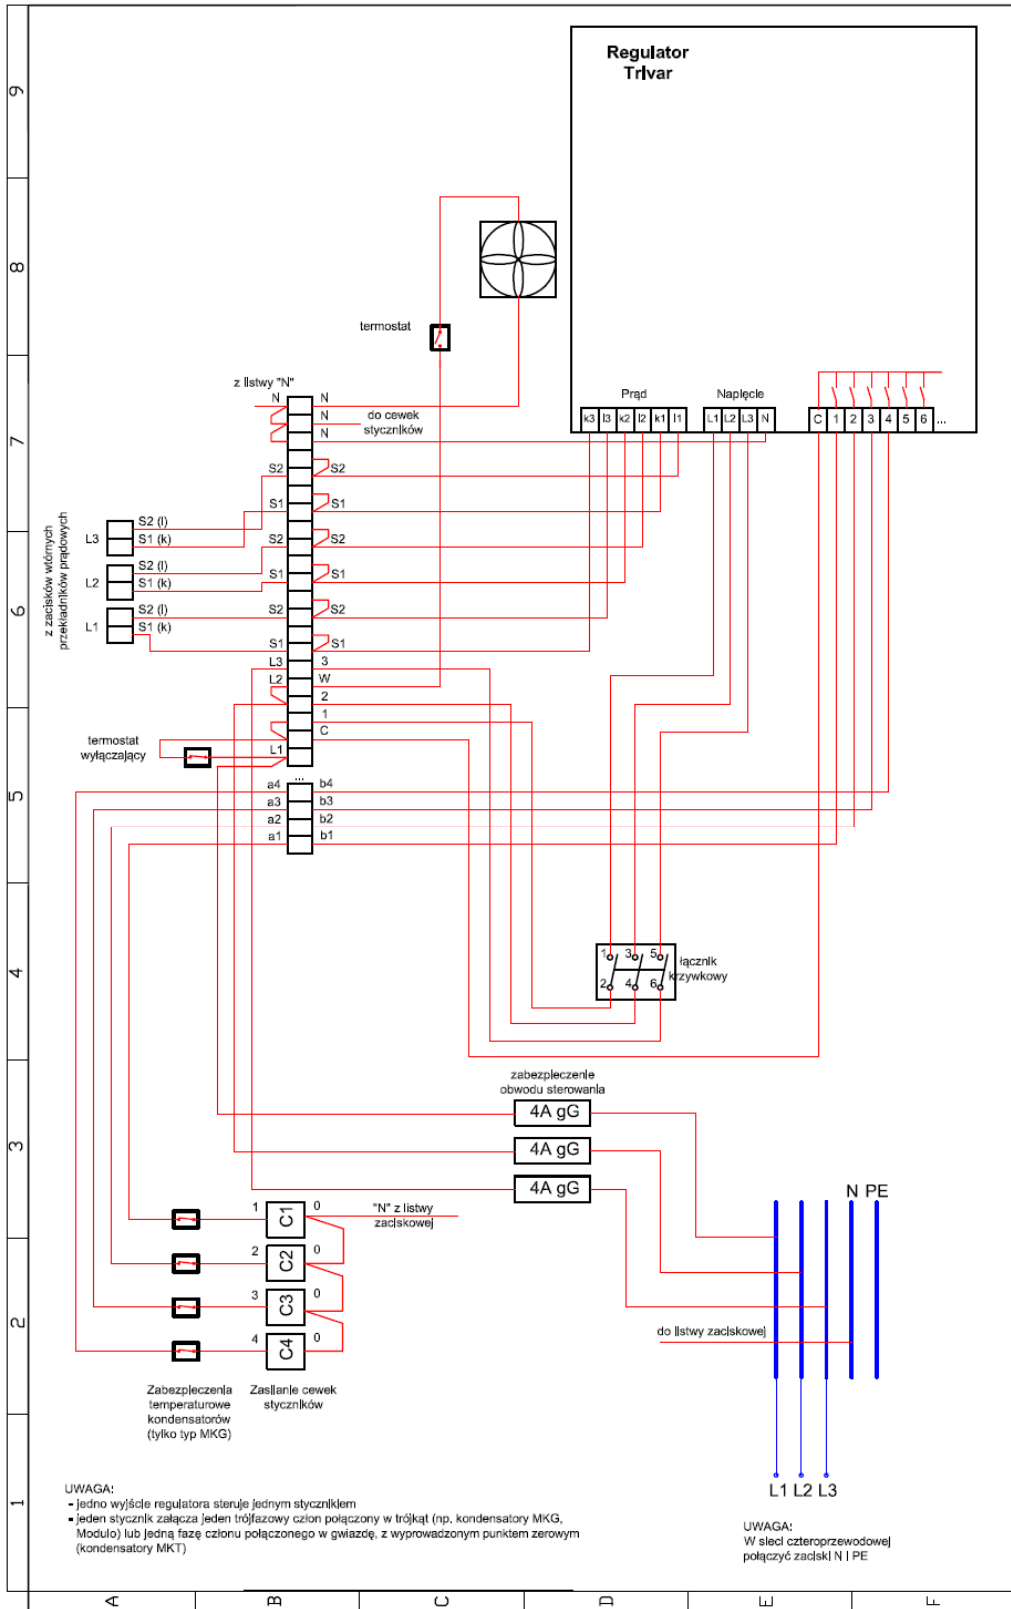 Regulator
TrIvar
9
8
7
6
5
4
3
2
1
termostat
z listwy "N"
N
N
N
N
do cewek
styczników
Prąd
Napięcie
k3 l3 k2 l2 k1 l1
L1 L2 L3 N
C 1 2 3 4 5 6 ...
S2
S2
S1
S1
S2
S2
S1
S1
S2
S2
S1
S1
z zacisków wtórnych
przekładników prądowych
L3
S2 (l)
S1 (k)
L2
S2 (l)
S1 (k)
L1
S2 (l)
S1 (k)
L3
3
L2
W
2
1
C
L1
termostat
wyłączający
...
a4 b4
a3 b3
a2 b2
a1 b1
1 3 5
2 4 6
łącznik
krzywkowy
zabezpieczenie
obwodu sterowania
4A gG
4A gG
4A gG
N PE
1 C1 0
"N" z listwy
zaciskowej
2 C2 0
3 C3 0
4 C4 0
do listwy zaciskowej
Zabezpieczenia
temperaturowe
kondensatorów
(tylko typ MKG)
Zasilanie cewek
styczników
L1 L2 L3
UWAGA:
- jedno wyjście regulatora steruje jednym stycznikiem
- jeden stycznik załącza jeden trójfazowy człon połączony w trójkąt (np. kondensatory MKG,
Modulo) lub jedną fazę członu połączonego w gwiazdę, z wyprowadzonym punktem zerowym
(kondensatory MKT)
UWAGA:
W sieci czteroprzewodowej
połączyć zaciski N i PE
A B C D E F